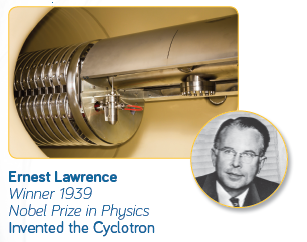 Ernest Lawrence
Winner 1939
Nobel Prize in Physics
Invented the Cyclotron